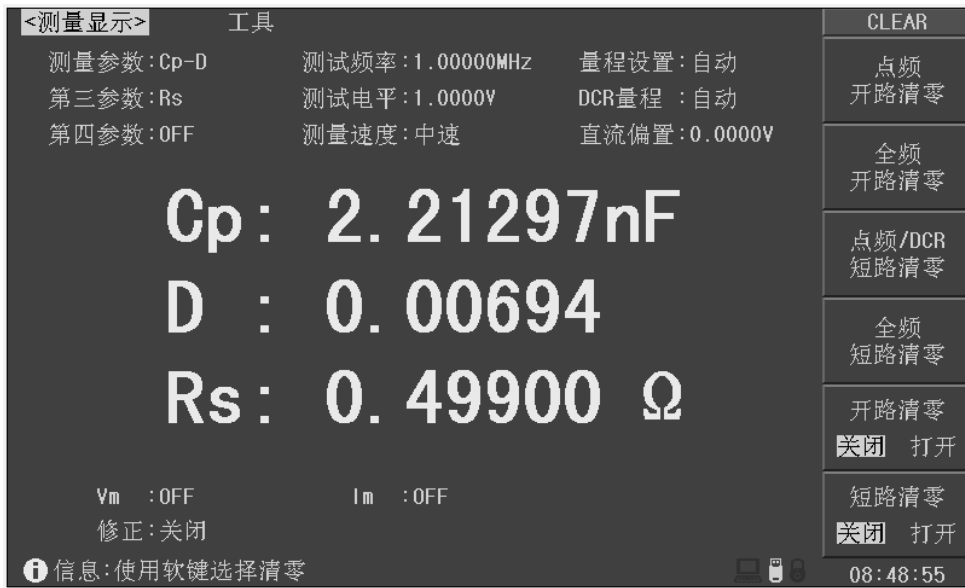 <测量显示> 工具 CLEAR
测量参数:Cp-D 测试频率:1.00000MHz 量程设置:自动
第三参数:Rs 测试电平:1.0000V DCR量程 :自动
第四参数:OFF 测量速度:中速 直流偏置:0.0000V
Cp: 2.21297nF
D : 0.00694
Rs: 0.49900 Ω
Vm :OFF Im :OFF
修正:关闭
信息:使用软键选择清零
点频
开路清零
全频
开路清零
点频/DCR
短路清零
全频
短路清零
开路清零
关闭 打开
短路清零
关闭 打开
08:48:55